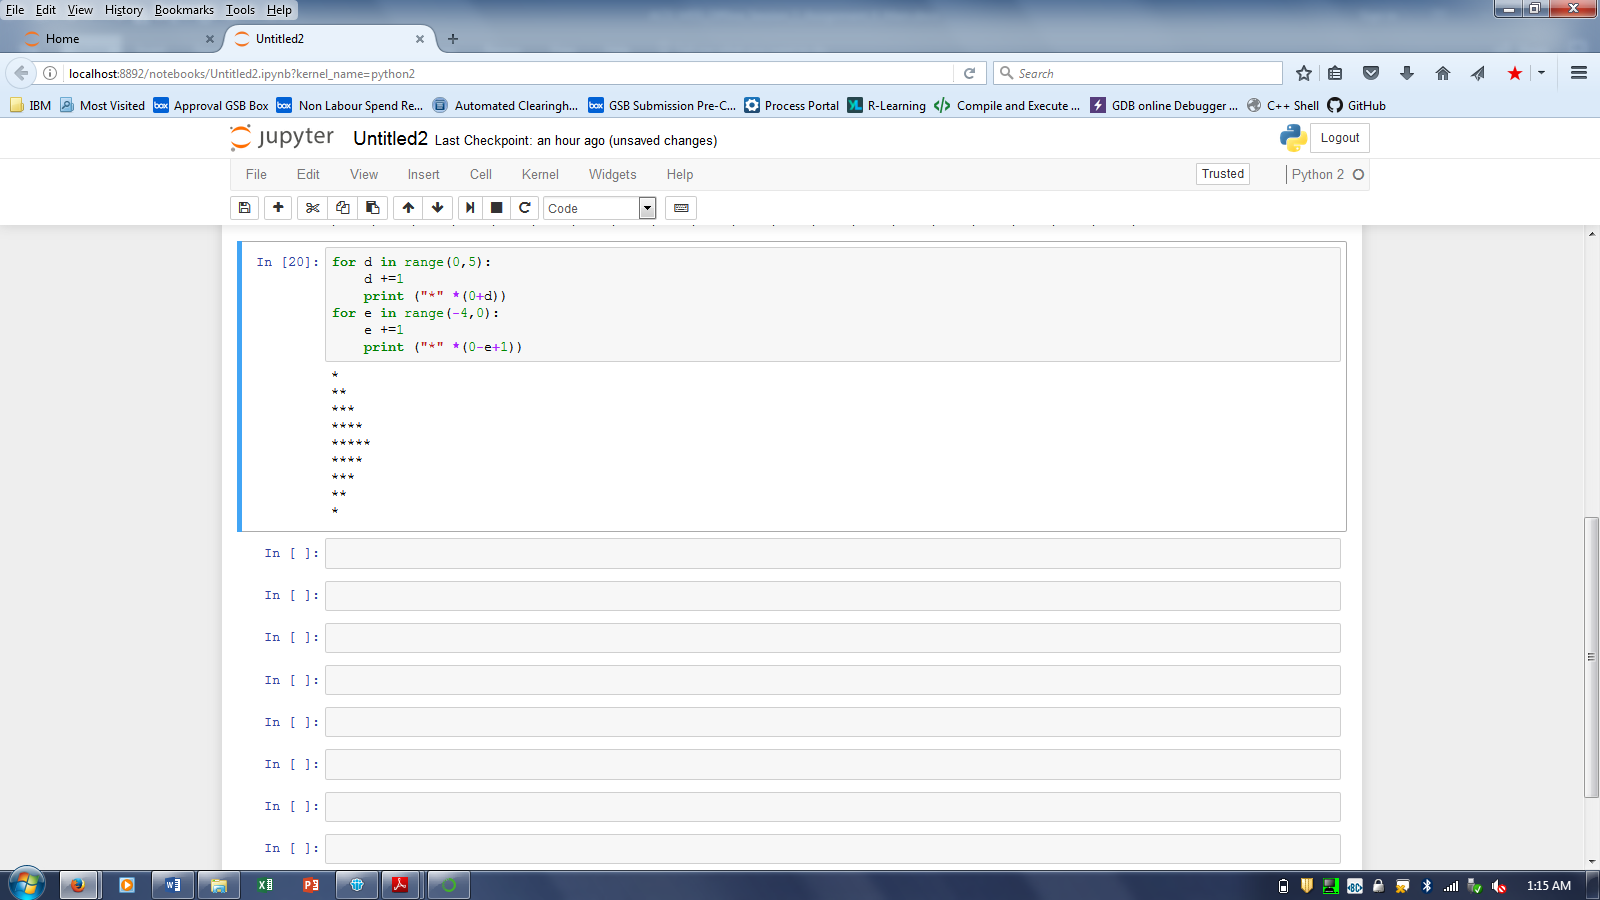 File Edit View History Bookmarks Tools Help
Home
Untitled2
localhost:8892/notebooks/Untitled2.ipynb?kernel_name=python2
Search
IBM Most Visited box Approval GSB Box box Non Labour Spend Re... Automated Clearingh... box GSB Submission Pre-C... Process Portal R-Learning Compile and Execute ... GDB online Debugger ... C++ Shell GitHub
jupyter Untitled2 Last Checkpoint: an hour ago (unsaved changes) Logout
File Edit View Insert Cell Kernel Widgets Help Trusted Python 2
Code
In [20]: for d in range(0,5):
    d +=1
    print ("*" *(0+d))
for e in range(-4,0):
    e +=1
    print ("*" *(0-e+1))
*
**
***
****
*****
****
***
**
*
In [ ]:
In [ ]:
In [ ]:
In [ ]:
In [ ]:
In [ ]:
In [ ]:
In [ ]:
1:15 AM